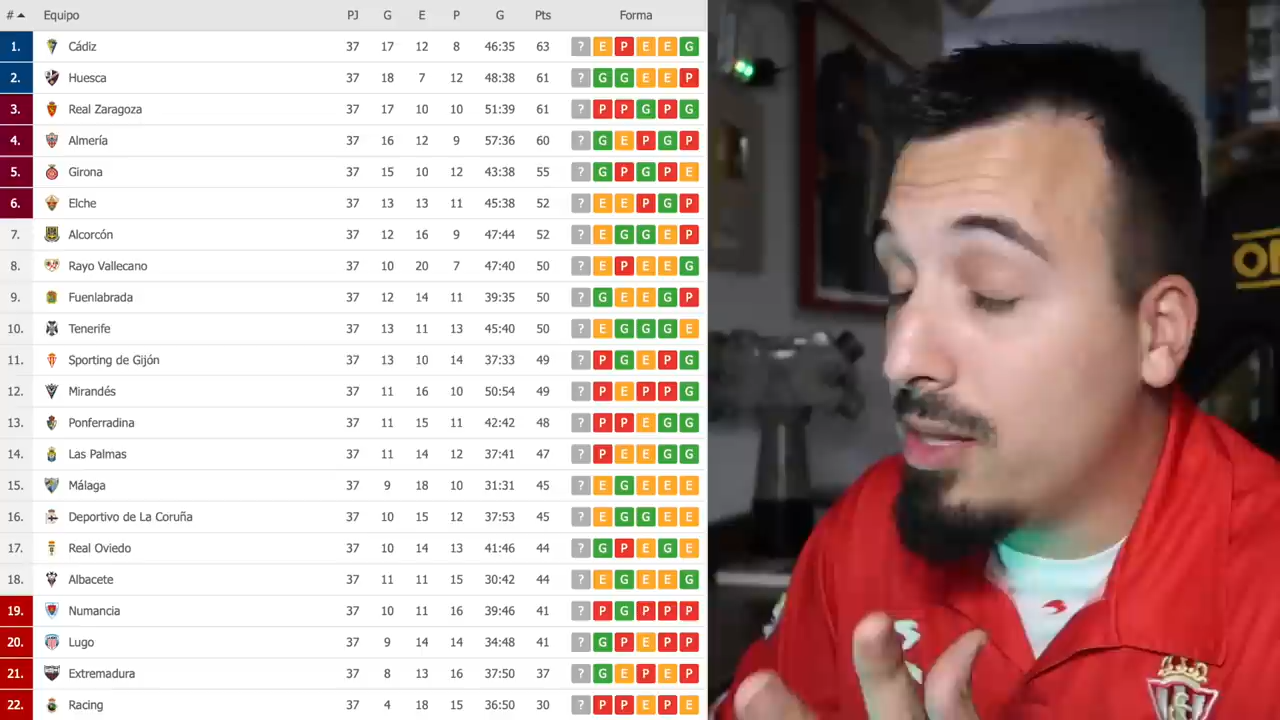 # Equipo PJ G E P G Pts Forma
1. Cádiz 37 17 12 8 46:35 63 ? E P E E G
2. Huesca 37 18 7 12 48:38 61 ? G G E E P
3. Real Zaragoza 37 17 10 10 51:39 61 ? P P G P G
4. Almería 37 16 12 9 57:36 60 ? G E P G P
5. Girona 37 15 10 12 43:38 55 ? G P G P E
6. Elche 37 13 13 11 45:38 52 ? E E P G P
7. Alcorcón 37 12 16 9 47:44 52 ? E G G E P
8. Rayo Vallecano 37 10 20 7 47:40 50 ? E P E E G
9. Fuenlabrada 37 12 14 11 39:35 50 ? G E E G P
10. Tenerife 37 13 11 13 45:40 50 ? E G G G E
11. Sporting de Gijón 37 13 10 14 37:33 49 ? P G E P G
12. Mirandés 37 11 16 10 50:54 49 ? P E P P G
13. Ponferradina 37 11 15 11 42:42 48 ? P P E G G
14. Las Palmas 37 11 14 12 37:41 47 ? P E E G G
15. Málaga 37 9 18 10 31:31 45 ? E G E E E
16. Deportivo de La Coruña 37 10 15 12 37:53 45 ? E G G E E
17. Real Oviedo 37 10 14 13 41:46 44 ? G P E G E
18. Albacete 37 11 11 15 30:42 44 ? E G E E G
19. Numancia 37 10 11 16 39:46 41 ? P G P P P
20. Lugo 37 9 14 14 34:48 41 ? G P E P P
21. Extremadura 37 8 13 16 37:50 37 ? G E P E P
22. Racing 37 4 18 15 36:50 30 ? P P E P E